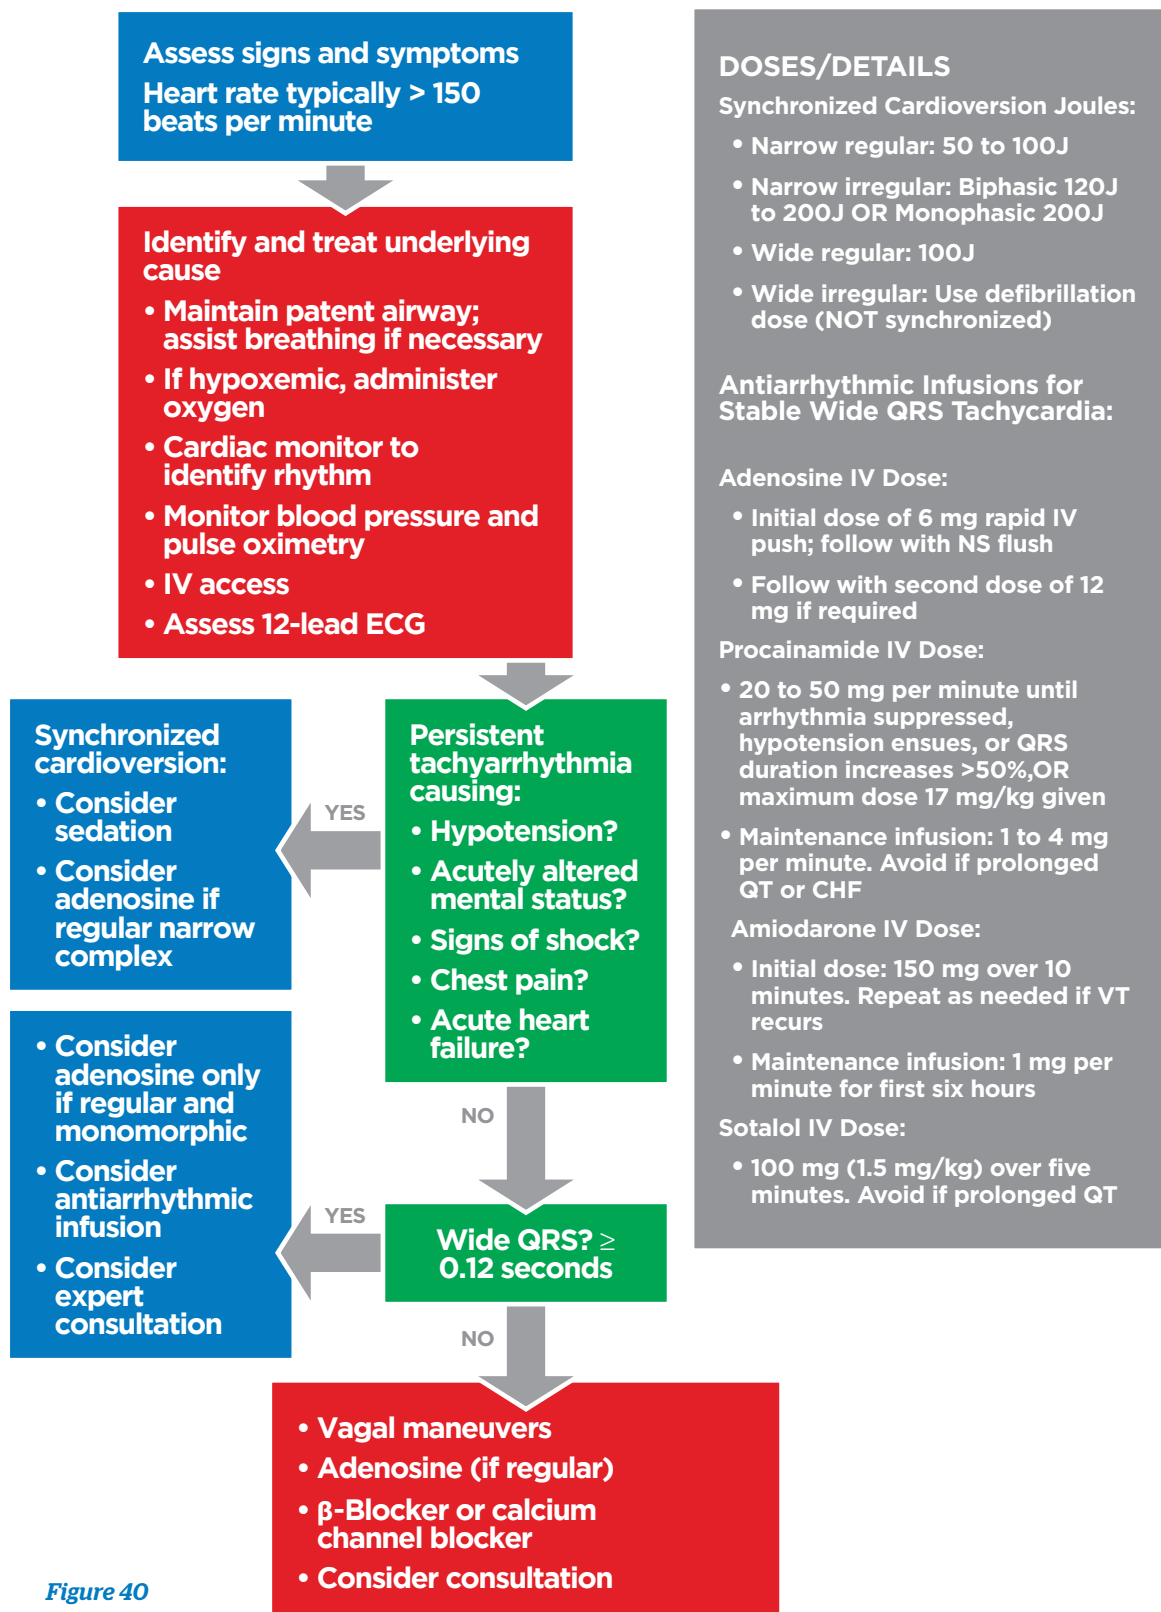 Assess signs and symptoms
Heart rate typically > 150
beats per minute
Identify and treat underlying
cause
• Maintain patent airway;
assist breathing if necessary
• If hypoxemic, administer
oxygen
• Cardiac monitor to
identify rhythm
• Monitor blood pressure and
pulse oximetry
• IV access
• Assess 12-lead ECG
Persistent
tachyarrhythmia
causing:
• Hypotension?
• Acutely altered
mental status?
• Signs of shock?
• Chest pain?
• Acute heart
failure?
YES
Synchronized
cardioversion:
• Consider
sedation
• Consider
adenosine if
regular narrow
complex
NO
Wide QRS? ≥
0.12 seconds
YES
• Consider
adenosine only
if regular and
monomorphic
• Consider
antiarrhythmic
infusion
• Consider
expert
consultation
NO
• Vagal maneuvers
• Adenosine (if regular)
• β-Blocker or calcium
channel blocker
• Consider consultation
DOSES/DETAILS
Synchronized Cardioversion Joules:
• Narrow regular: 50 to 100J
• Narrow irregular: Biphasic 120J
to 200J OR Monophasic 200J
• Wide regular: 100J
• Wide irregular: Use defibrillation
dose (NOT synchronized)
Antiarrhythmic Infusions for
Stable Wide QRS Tachycardia:
Adenosine IV Dose:
• Initial dose of 6 mg rapid IV
push; follow with NS flush
• Follow with second dose of 12
mg if required
Procainamide IV Dose:
• 20 to 50 mg per minute until
arrhythmia suppressed,
hypotension ensues, or QRS
duration increases >50%,OR
maximum dose 17 mg/kg given
• Maintenance infusion: 1 to 4 mg
per minute. Avoid if prolonged
QT or CHF
Amiodarone IV Dose:
• Initial dose: 150 mg over 10
minutes. Repeat as needed if VT
recurs
• Maintenance infusion: 1 mg per
minute for first six hours
Sotalol IV Dose:
• 100 mg (1.5 mg/kg) over five
minutes. Avoid if prolonged QT
Figure 40